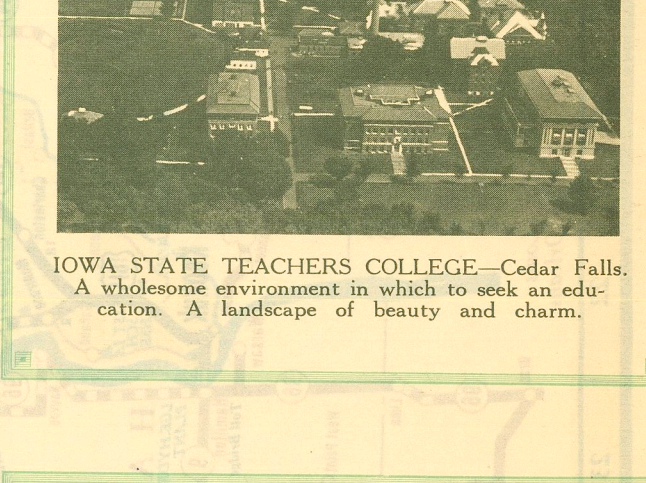 IOWA STATE TEACHERS COLLEGE—Cedar Falls.
A wholesome environment in which to seek an edu-
cation. A landscape of beauty and charm.